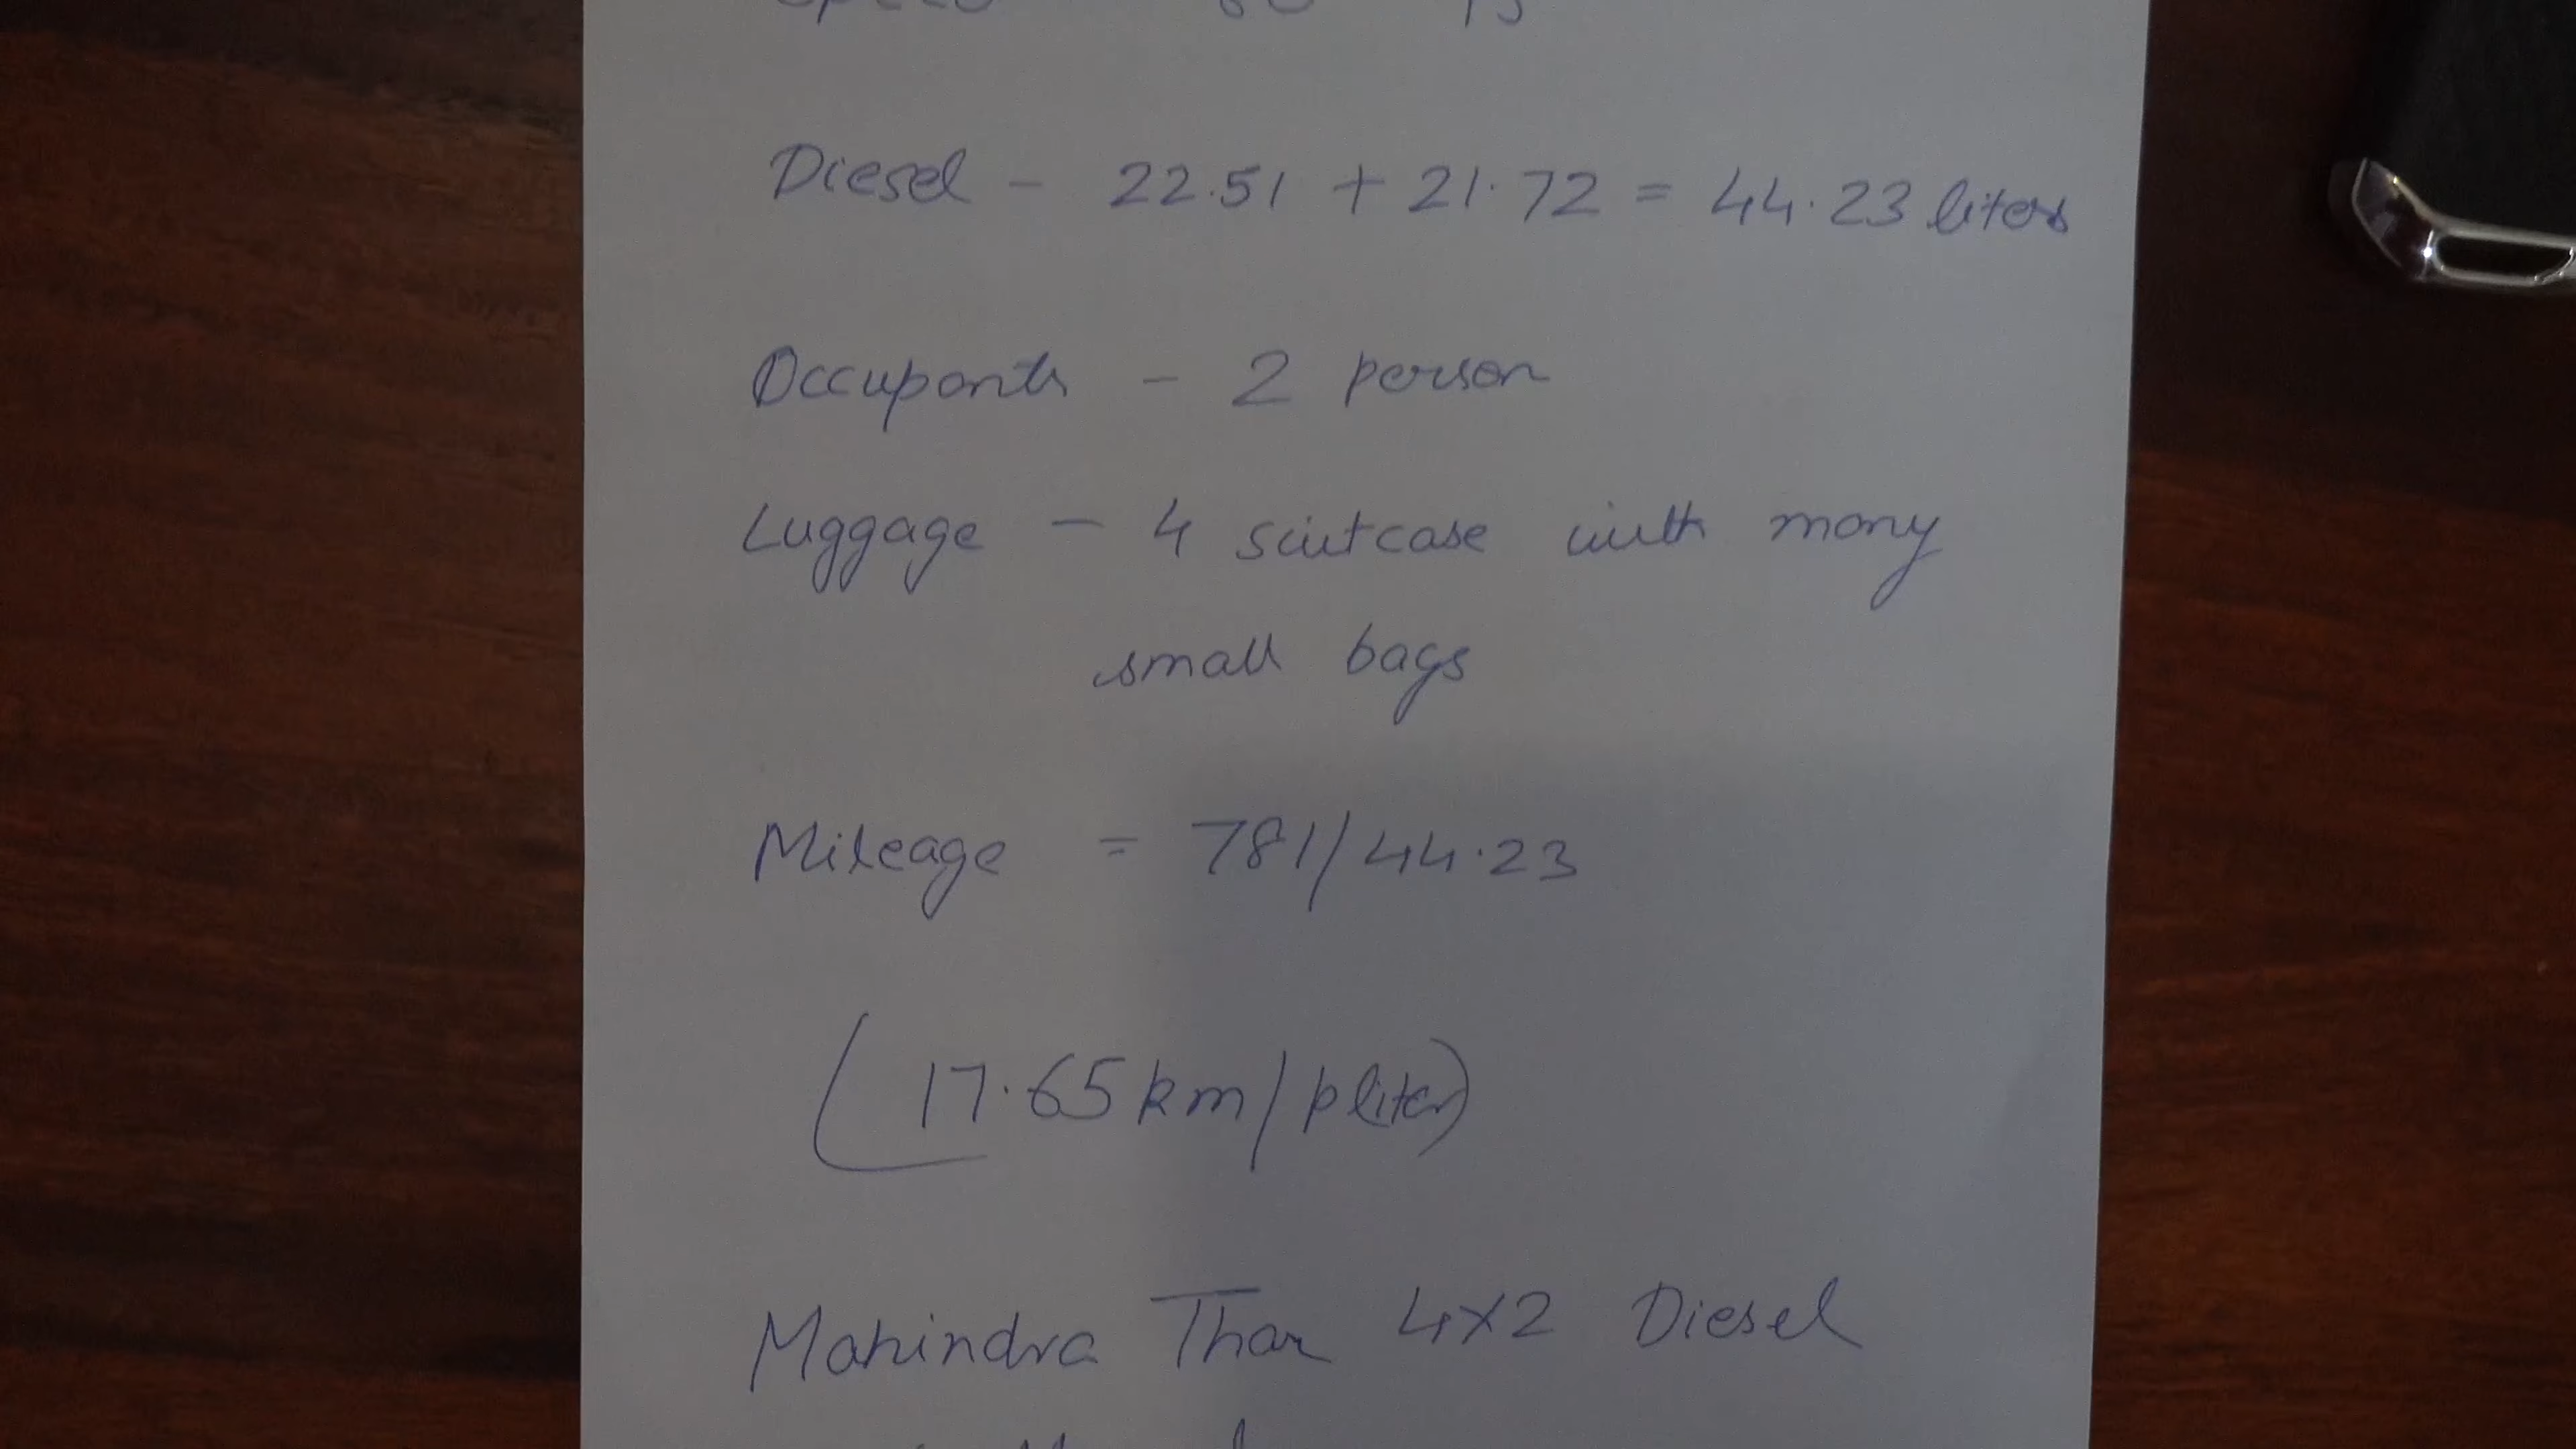 Diesel - 22.51 + 21.72 = 44.23 liters
Occupants - 2 person
Luggage - 4 suitcase with many
small bags
Mileage = 781/44.23
(17.65 km/pliter)
Mahindra Thar 4x2 Diesel